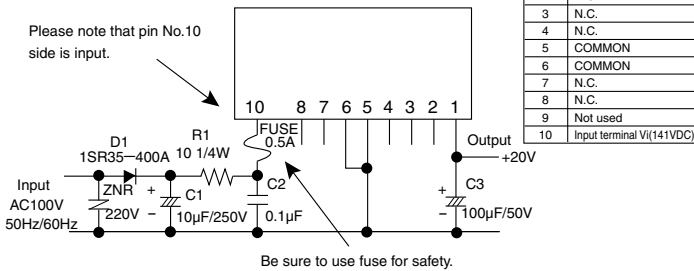 Please note that pin No.10
side is input.
10 8 7 6 5 4 3 2 1
FUSE
0.5A
D1
1SR35-400A
R1
10 1/4W
Input
AC100V
50Hz/60Hz
ZNR
220V
+
-
C1
10μF/250V
C2
0.1μF
Output
+20V
+
-
C3
100μF/50V
Be sure to use fuse for safety.
3 N.C.
4 N.C.
5 COMMON
6 COMMON
7 N.C.
8 N.C.
9 Not used
10 Input terminal Vi(141VDC)